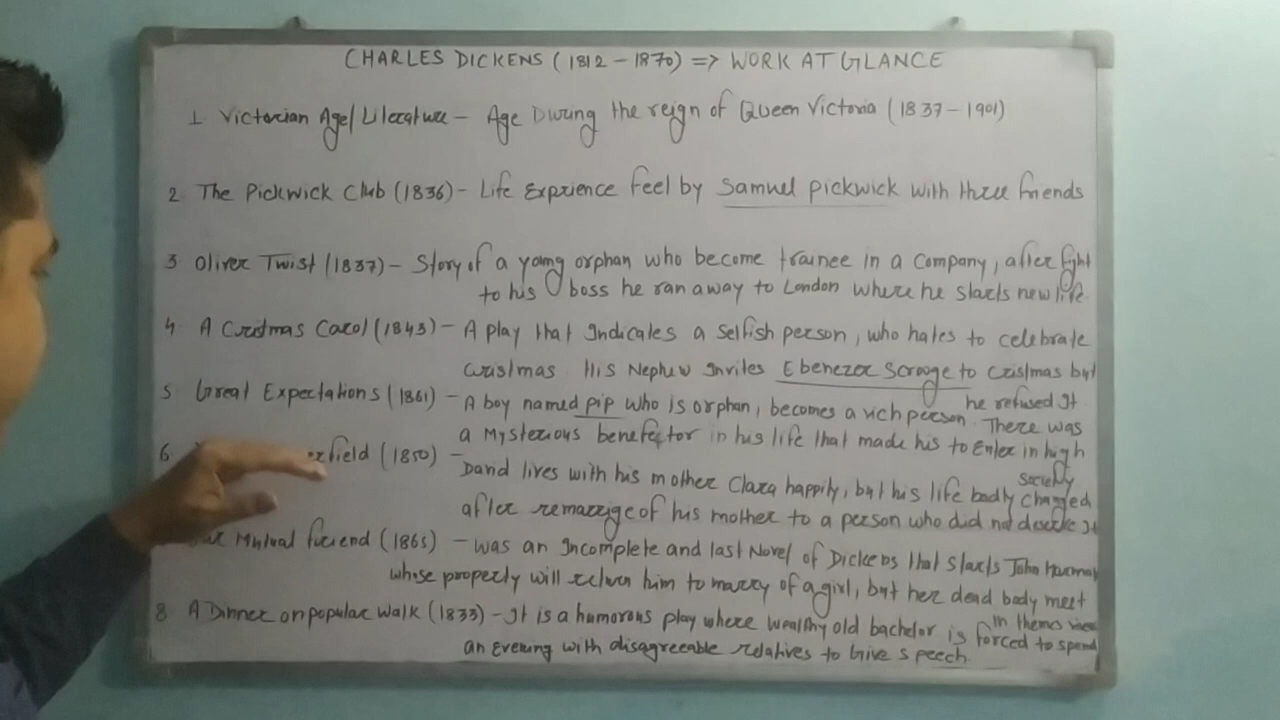 CHARLES DICKENS (1812 - 1870) => WORK AT GLANCE
1 Victorian Age/ Literature - Age During the reign of Queen Victoria (1837-1901)
2 The Pickwick Club (1836) - Life Exprience feel by Samuel pickwick with three friends
3 Oliver Twist (1837) - Story of a young orphan who become trainee in a Company, after fight
to his boss he ran away to London where he starts new life
4 A Cristmas Carol (1843) - A play that Indicates a selfish person, who hates to celebrate
Cristmas His Nephew Invites Ebenezer Scrooge to Cristmas but
he refused It
5 Great Expectations (1861) - A boy named pip who is orphan, becomes a rich person. There was
a Mysterious benefector in his life that made his to Enter in high
Society
6 erfield (1850) - David lives with his mother Clara happily, but his life badly changed
after remarrige of his mother to a person who did not deserve It
Mutual friend (1865) - was an Incomplete and last Novel of Dickens that Starts John Harman
whose property will return him to marry of a girl, but her dead body meet
in Themes
8 A Dinner on popular Walk (1833) - It is a humorous play where wealthy old bachelor is forced to spend
an Evening with disagreeable relatives to Give speech.